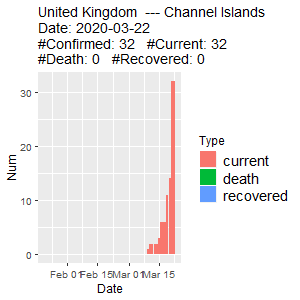 United Kingdom --- Channel Islands
Date: 2020-03-22
#Confirmed: 32 #Current: 32
#Death: 0 #Recovered: 0
30
20
10
0
Num
Feb 01 Feb 15 Mar 01 Mar 15
Date
Type
current
death
recovered